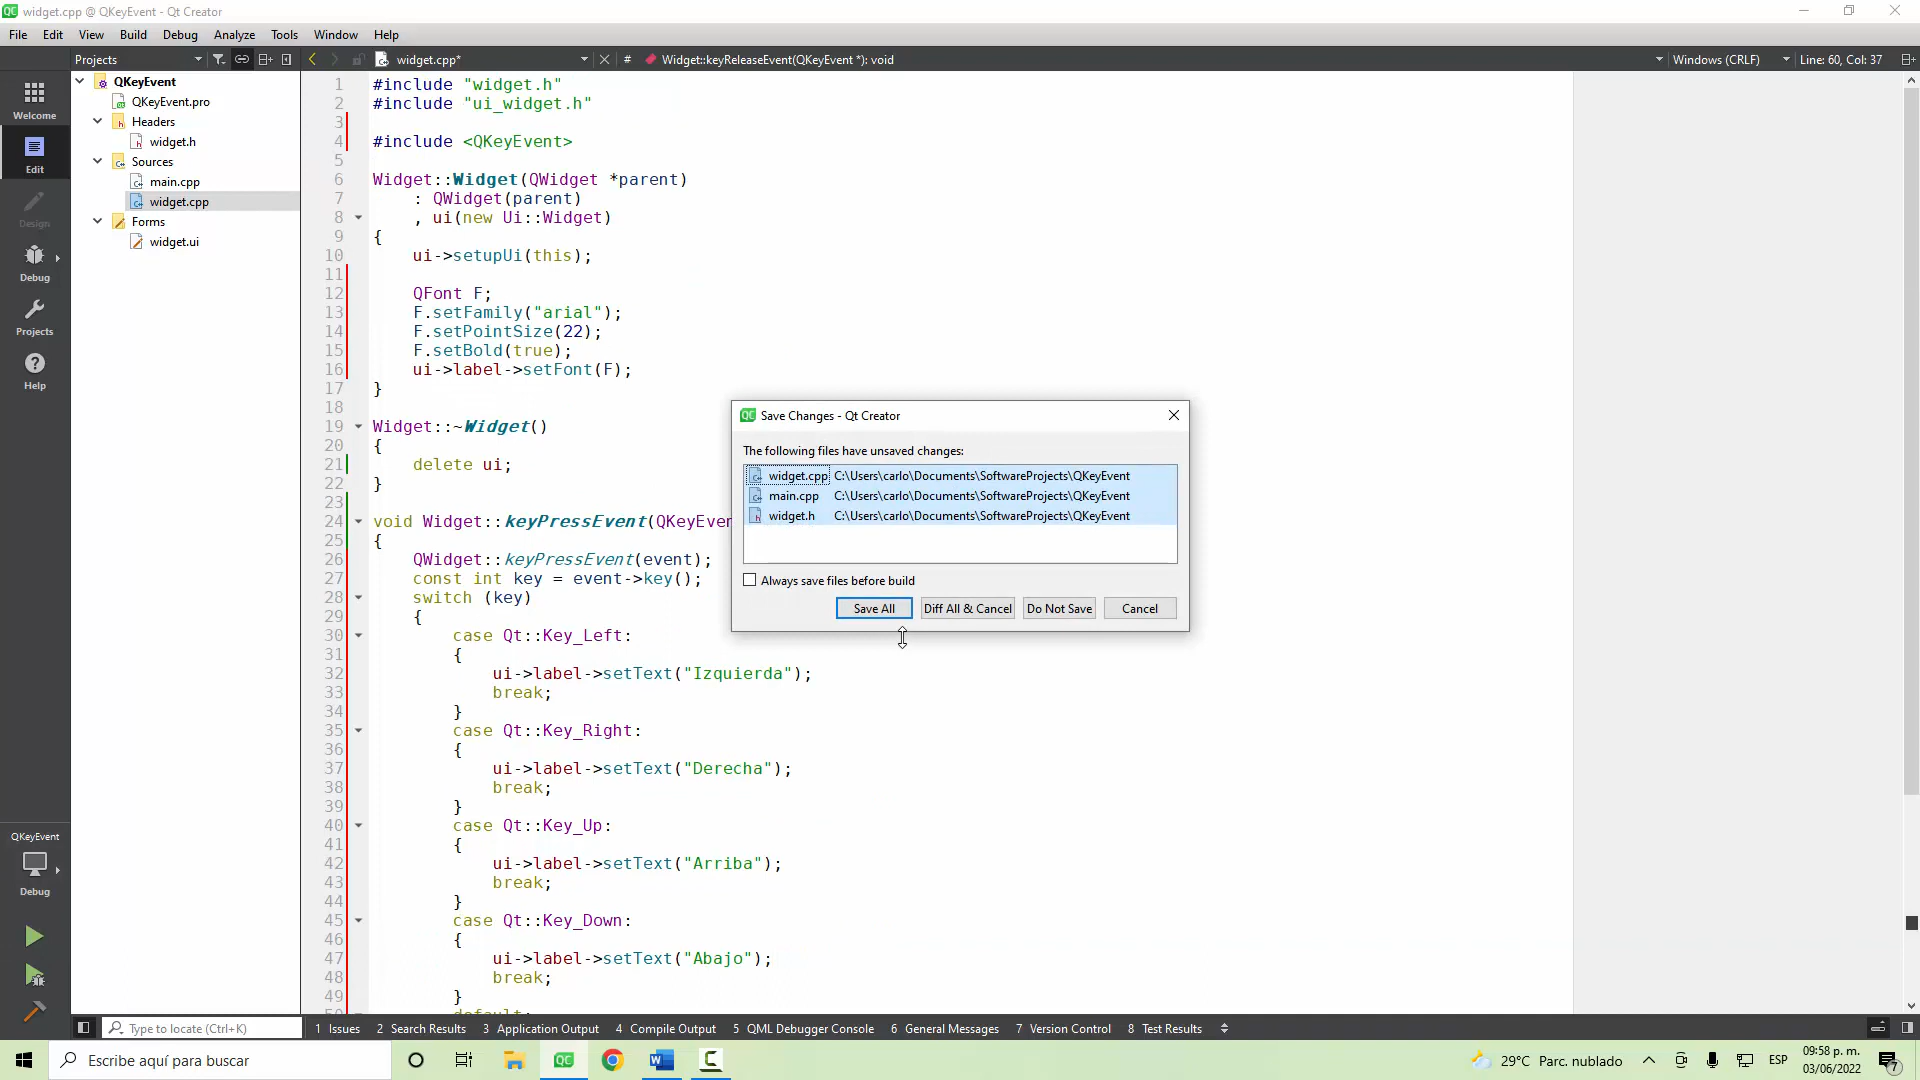 widget.cpp @ QKeyEvent - Qt Creator
File Edit View Build Debug Analyze Tools Window Help
Projects
widget.cpp*
#
Widget::keyReleaseEvent(QKeyEvent *): void
Windows (CRLF)
Line: 60, Col: 37
Welcome
Edit
Design
Debug
Projects
Help
QKeyEvent
Debug
QKeyEvent
QKeyEvent.pro
Headers
widget.h
Sources
main.cpp
widget.cpp
Forms
widget.ui
1 #include "widget.h"
2 #include "ui_widget.h"
3
4 #include <QKeyEvent>
5
6 Widget::Widget(QWidget *parent)
7 : QWidget(parent)
8 , ui(new Ui::Widget)
9 {
10 ui->setupUi(this);
11
12 QFont F;
13 F.setFamily("arial");
14 F.setPointSize(22);
15 F.setBold(true);
16 ui->label->setFont(F);
17 }
18
19 Widget::~Widget()
20 {
21 delete ui;
22 }
23
24 void Widget::keyPressEvent(QKeyEven
25 {
26 QWidget::keyPressEvent(event);
27 const int key = event->key();
28 switch (key)
29 {
30 case Qt::Key_Left:
31 {
32 ui->label->setText("Izquierda");
33 break;
34 }
35 case Qt::Key_Right:
36 {
37 ui->label->setText("Derecha");
38 break;
39 }
40 case Qt::Key_Up:
41 {
42 ui->label->setText("Arriba");
43 break;
44 }
45 case Qt::Key_Down:
46 {
47 ui->label->setText("Abajo");
48 break;
49 }
Save Changes - Qt Creator
The following files have unsaved changes:
widget.cpp C:\Users\carlo\Documents\SoftwareProjects\QKeyEvent
main.cpp C:\Users\carlo\Documents\SoftwareProjects\QKeyEvent
widget.h C:\Users\carlo\Documents\SoftwareProjects\QKeyEvent
Always save files before build
Save All Diff All & Cancel Do Not Save Cancel
Type to locate (Ctrl+K)
1 Issues 2 Search Results 3 Application Output 4 Compile Output 5 QML Debugger Console 6 General Messages 7 Version Control 8 Test Results
Escribe aquí para buscar
29°C Parc. nublado
ESP
09:58 p. m.
03/06/2022
7